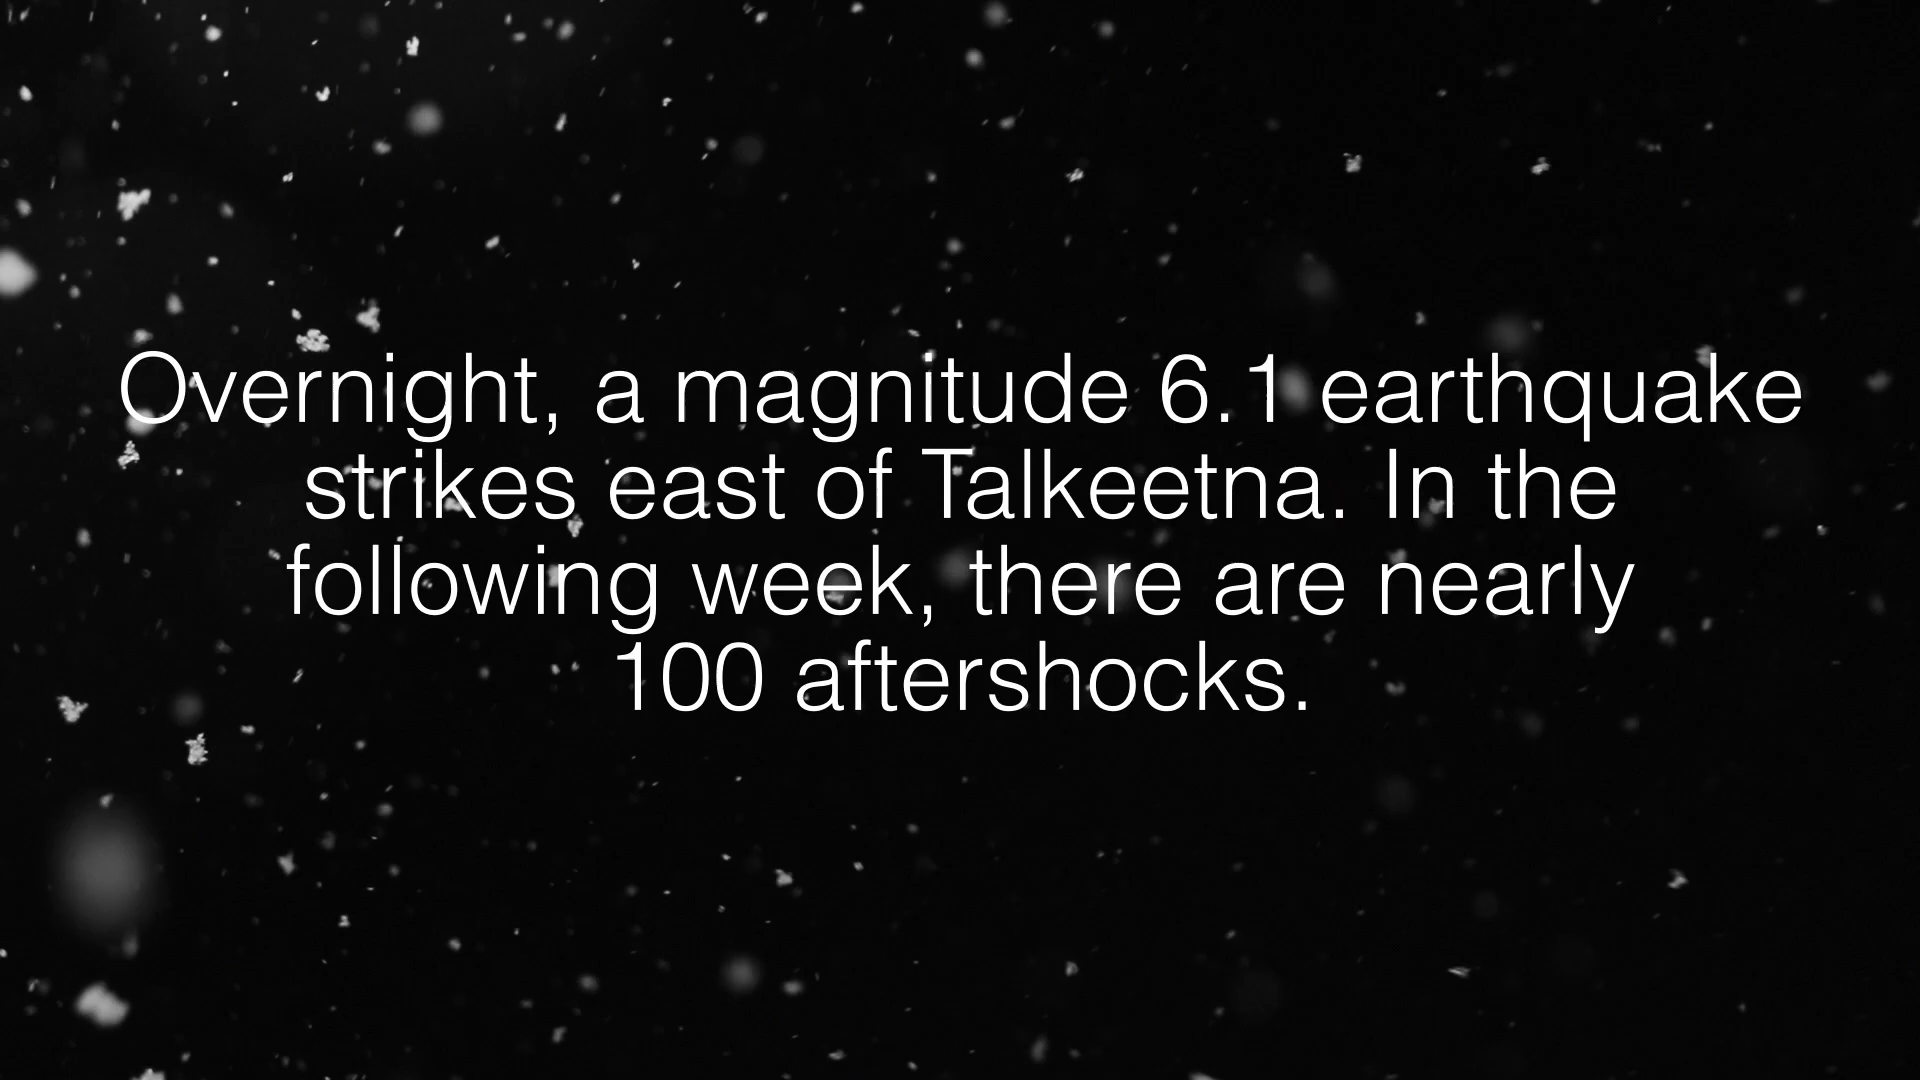 Overnight, a magnitude 6.1 earthquake
strikes east of Talkeetna. In the
following week, there are nearly
100 aftershocks.